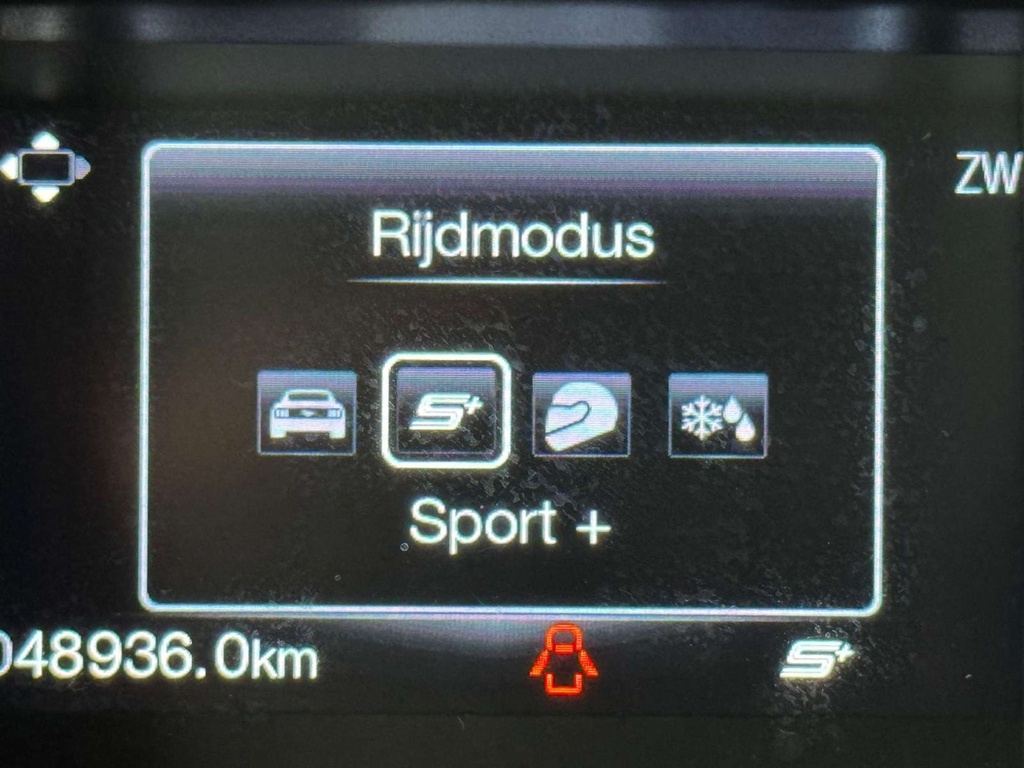 ZW
Rijdmodus
S+
Sport +
048936.0km
S+